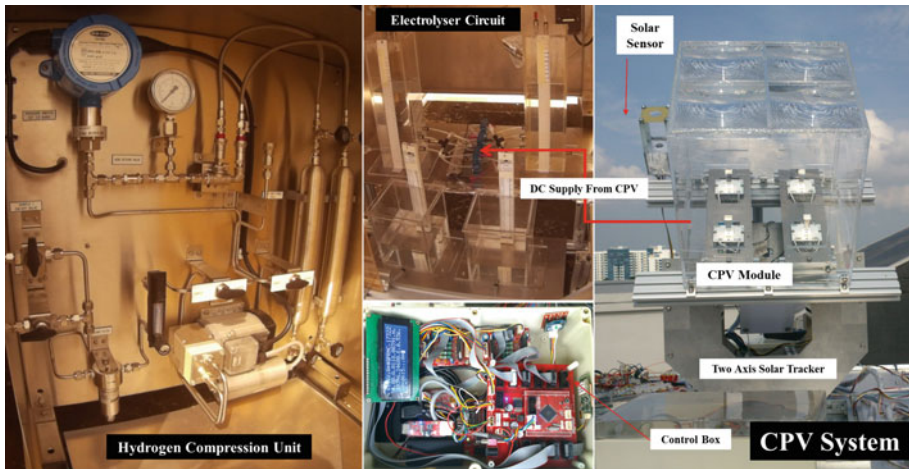 Hydrogen Compression Unit
Electrolyser Circuit
DC Supply From CPV
Solar
Sensor
CPV Module
Two Axis Solar Tracker
Control Box
CPV System